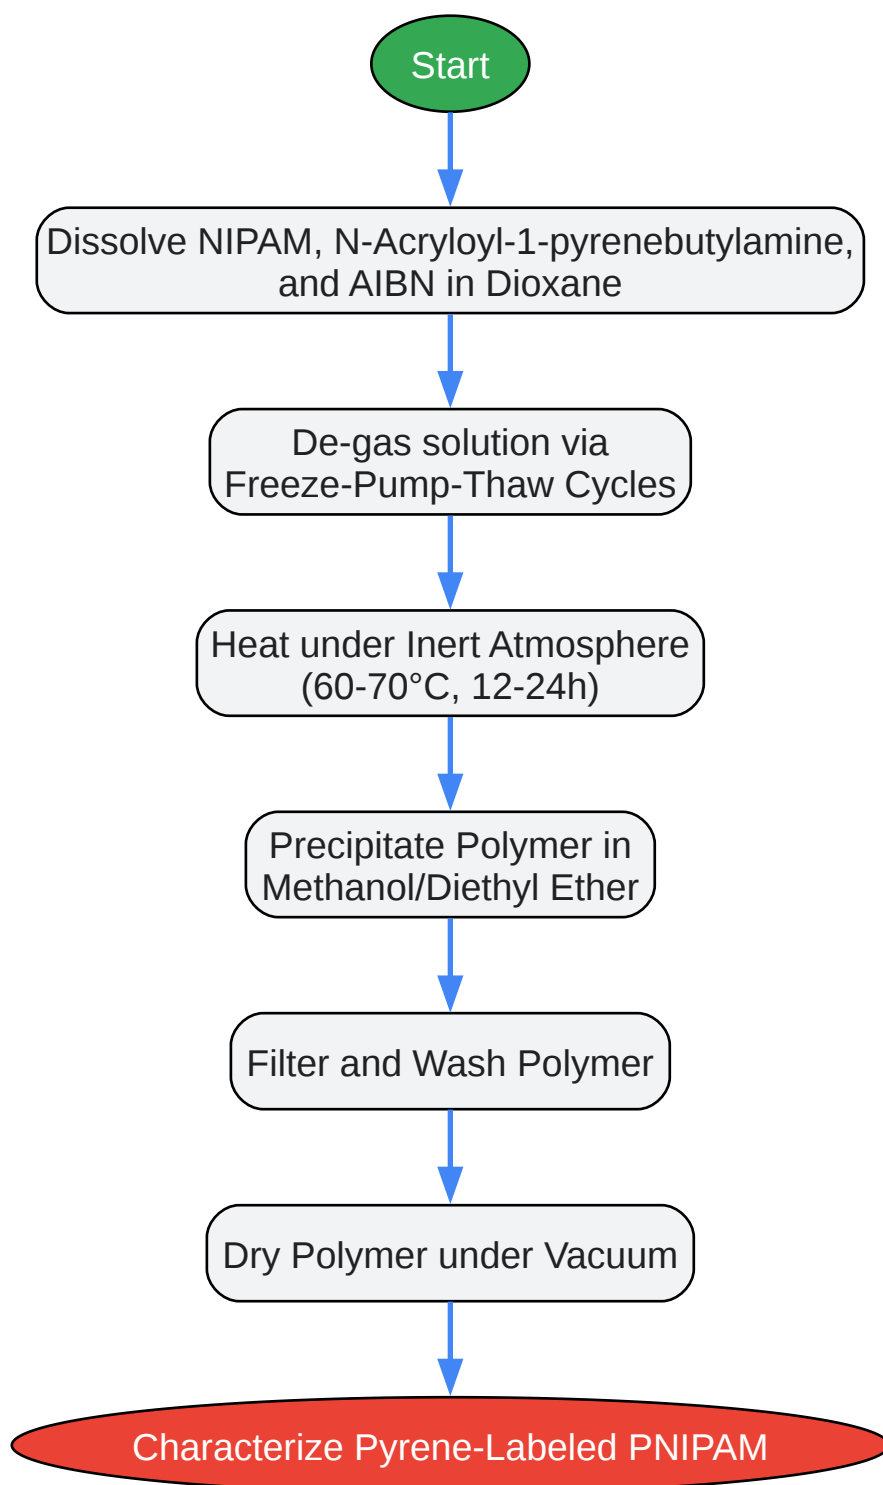 Start
Dissolve NIPAM, N-Acryloyl-1-pyrenebutylamine,
and AIBN in Dioxane
De-gas solution via
Freeze-Pump-Thaw Cycles
Heat under Inert Atmosphere
(60-70°C, 12-24h)
Precipitate Polymer in
Methanol/Diethyl Ether
Filter and Wash Polymer
Dry Polymer under Vacuum
Characterize Pyrene-Labeled PNIPAM